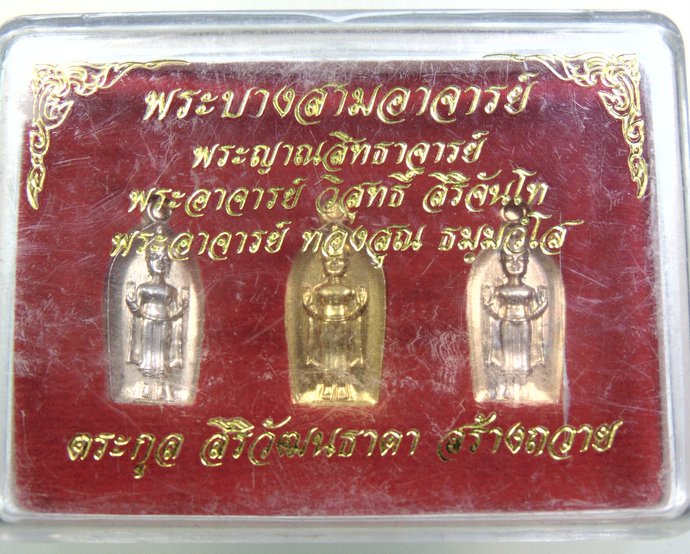 พระบางสามอาจารย์
พระญาณสิทธาจารย์
พระอาจารย์ วิสุทธิ์ สิริจันโท
พระอาจารย์ ทองสุณ ธมฺมวํโส
ตระกูล สิริวัฒนธาดา สร้างถวาย